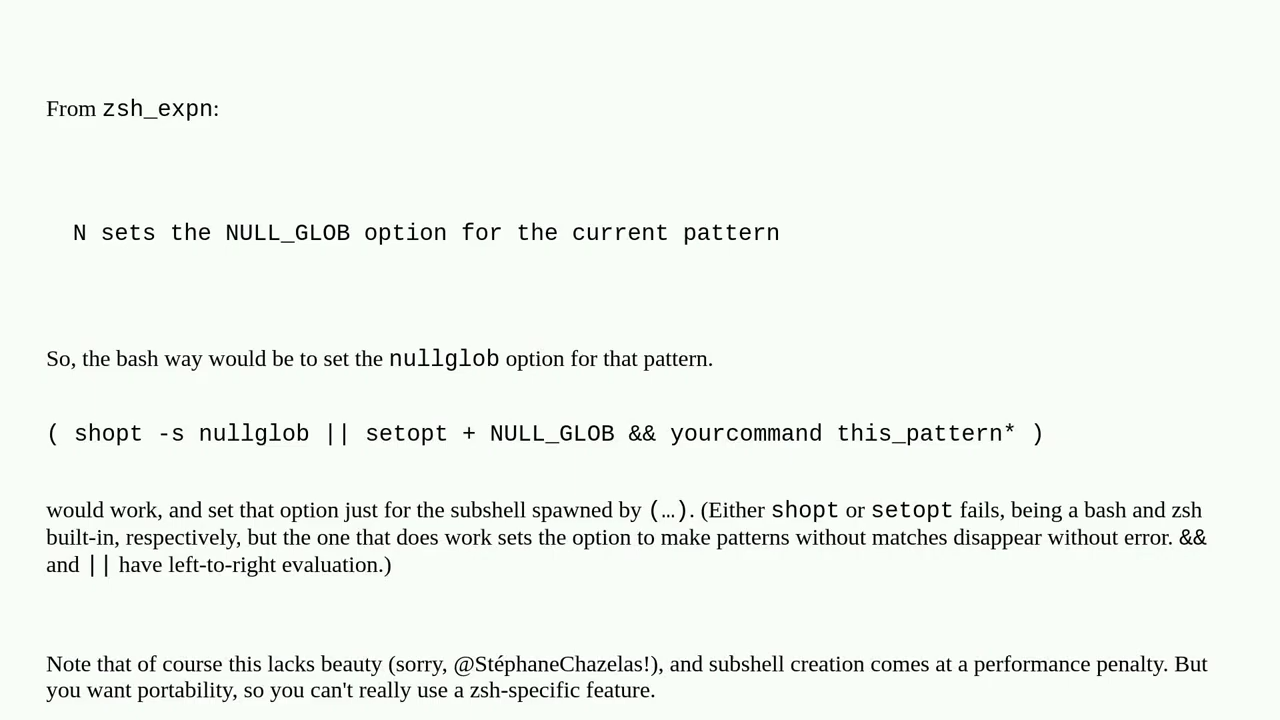 From zsh_expn:
N sets the NULL_GLOB option for the current pattern
So, the bash way would be to set the nullglob option for that pattern.
( shopt -s nullglob || setopt + NULL_GLOB && yourcommand this_pattern* )
would work, and set that option just for the subshell spawned by (…). (Either shopt or setopt fails, being a bash and zsh
built-in, respectively, but the one that does work sets the option to make patterns without matches disappear without error. &&
and || have left-to-right evaluation.)
Note that of course this lacks beauty (sorry, @StéphaneChazelas!), and subshell creation comes at a performance penalty. But
you want portability, so you can't really use a zsh-specific feature.